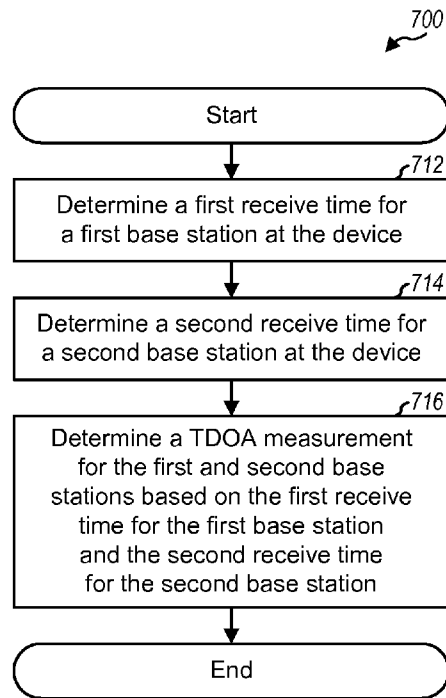 700
Start
712
Determine a first receive time for
a first base station at the device
714
Determine a second receive time for
a second base station at the device
716
Determine a TDOA measurement
for the first and second base
stations based on the first receive
time for the first base station
and the second receive time
for the second base station
End